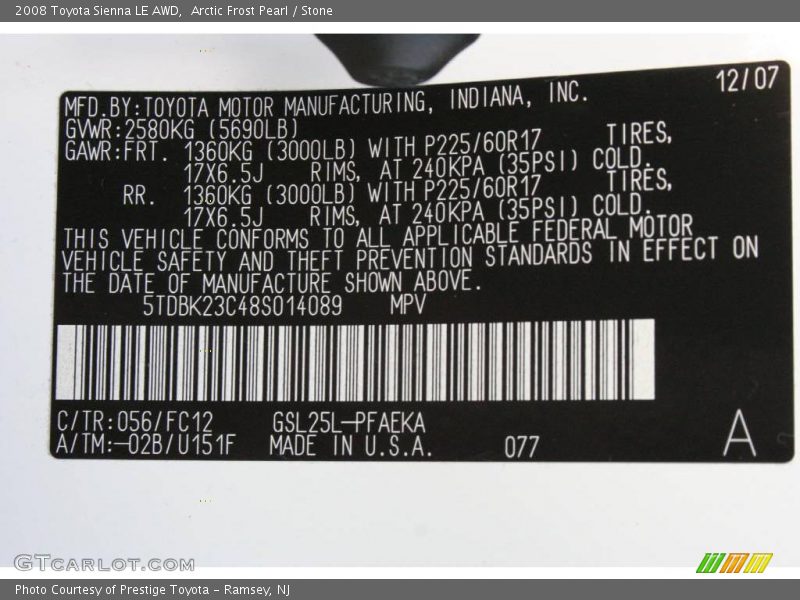 2008 Toyota Sienna LE AWD,  Arctic Frost Pearl / Stone
12/07
MFD.BY:TOYOTA MOTOR MANUFACTURING, INDIANA, INC.
GVWR:2580KG (5690LB)
GAWR:FRT. 1360KG (3000LB) WITH P225/60R17 TIRES,
17X6.5J RIMS, AT 240KPA (35PSI) COLD.
RR. 1360KG (3000LB) WITH P225/60R17 TIRES,
17X6.5J RIMS, AT 240KPA (35PSI) COLD.
THIS VEHICLE CONFORMS TO ALL APPLICABLE FEDERAL MOTOR
VEHICLE SAFETY AND THEFT PREVENTION STANDARDS IN EFFECT ON
THE DATE OF MANUFACTURE SHOWN ABOVE.
5TDBK23C48S014089 MPV
C/TR:056/FC12 GSL25L-PFAEKA
A/TM:-02B/U151F MADE IN U.S.A. 077 A
GTCARLOT.COM
Photo Courtesy of Prestige Toyota - Ramsey, NJ